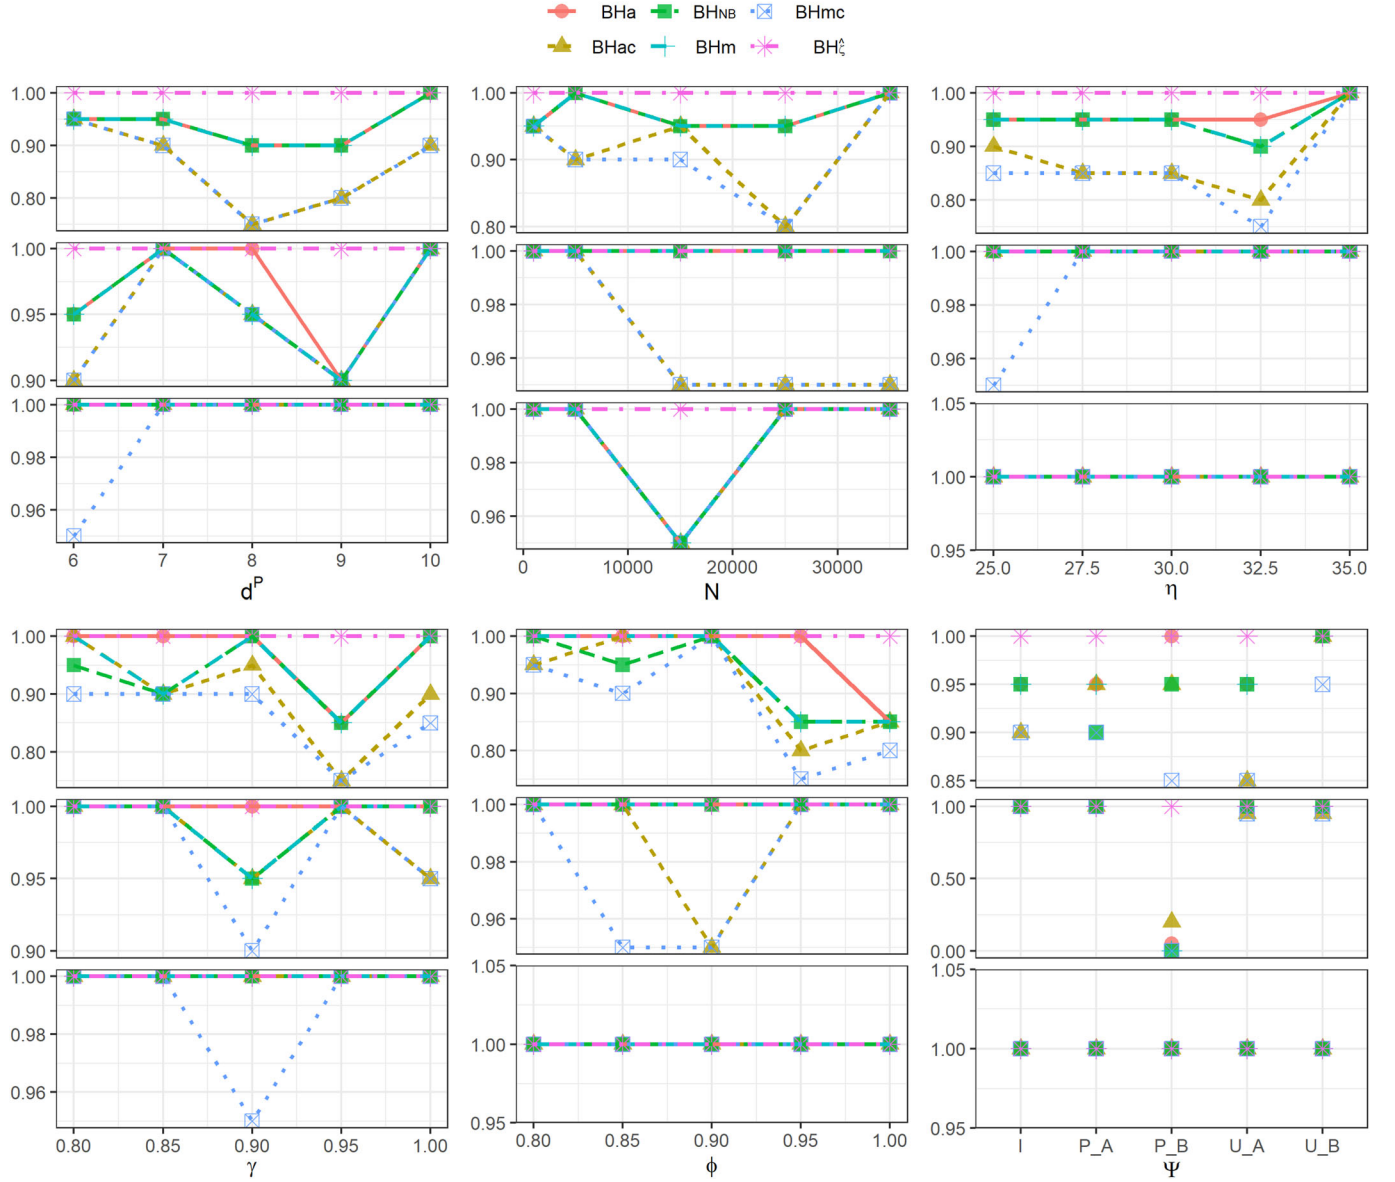 BHa BHNB BHmc
BHac BHm BHζ̂
1.00 1.00 1.00
0.90 0.90 0.90
0.80 0.80 0.80
1.00 1.00 1.00
0.95 0.98 0.98
0.90 0.96 0.96
1.00 1.00 1.05
0.98 0.98 1.00
0.96 0.96 0.95
6 7 8 9 10 0 10000 20000 30000 25.0 27.5 30.0 32.5 35.0
dP N η
1.00 1.00 1.00
0.90 0.90 0.95
0.80 0.80 0.90
0.85
1.00 1.00 1.00
0.95 0.98 0.50
0.90 0.96 0.00
1.00 1.05 1.05
0.98 1.00 1.00
0.96 0.95 0.95
0.80 0.85 0.90 0.95 1.00 0.80 0.85 0.90 0.95 1.00 I P_A P_B U_A U_B
γ ϕ Ψ